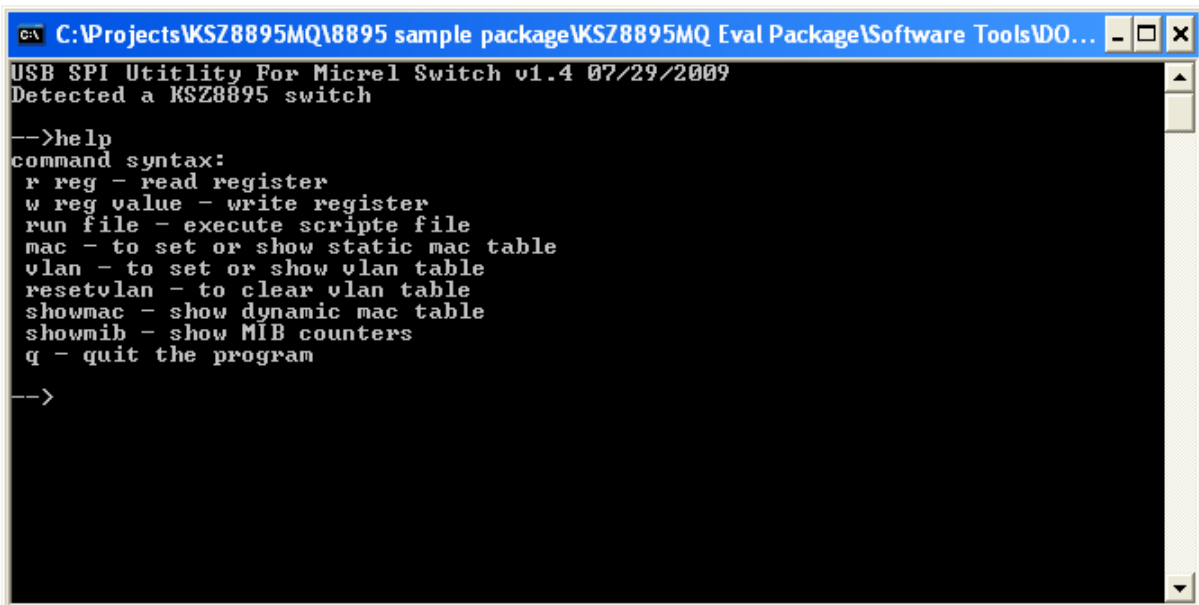 C:\Projects\KSZ8895MQ\8895 sample package\KSZ8895MQ Eval Package\Software Tools\DO...
USB SPI Utitlity For Micrel Switch v1.4 07/29/2009
Detected a KSZ8895 switch
-->help
command syntax:
r reg - read register
w reg value - write register
run file - execute scripte file
mac - to set or show static mac table
vlan - to set or show vlan table
resetvlan - to clear vlan table
showmac - show dynamic mac table
showmib - show MIB counters
q - quit the program
-->